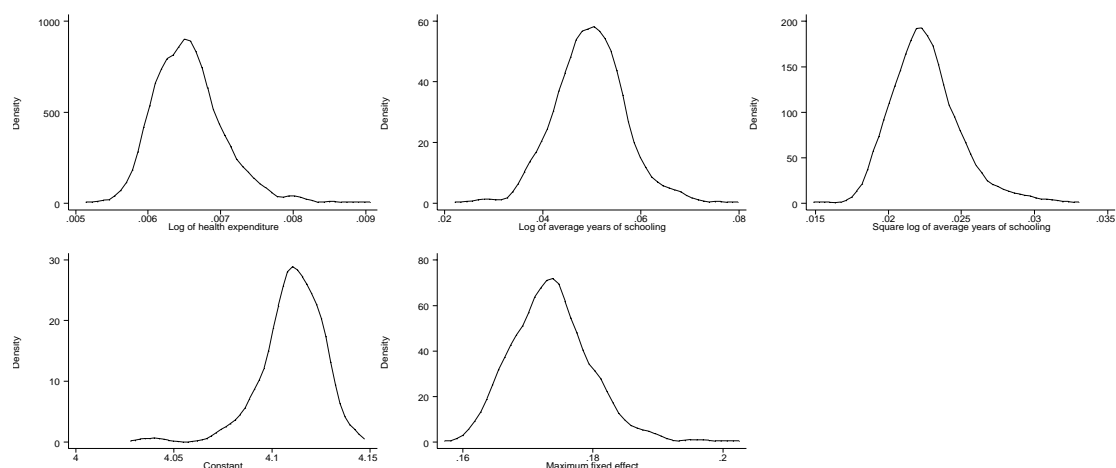 1000
500
0
Density
.005 .006 .007 .008 .009
Log of health expenditure
60
40
20
0
Density
.02 .04 .06 .08
Log of average years of schooling
200
150
100
50
0
Density
.015 .02 .025 .03 .035
Square log of average years of schooling
30
20
10
0
Density
4 4.05 4.1 4.15
Constant
80
60
40
20
0
Density
.16 .18 .2
Maximum fixed effect